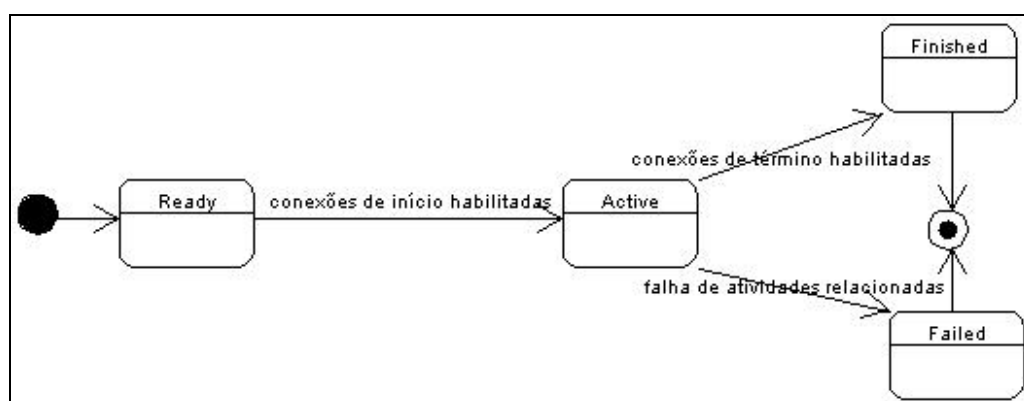 Finished
conexões de término habilitadas
Ready
conexões de início habilitadas
Active
falha de atividades relacionadas
Failed